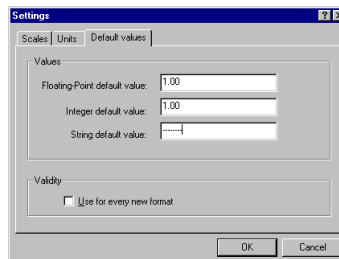 Settings
Scales Units Default values
Values
Floating-Point default value: 1.00
Integer default value: 1.00
String default value: --------
Validity
Use for every new format
OK Cancel